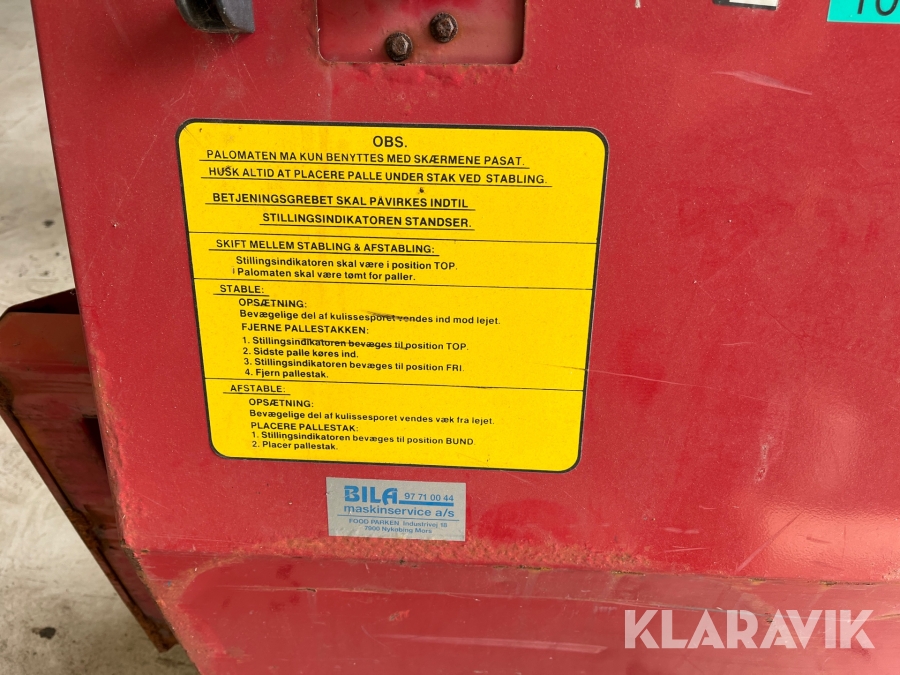 10
OBS.
PALOMATEN MA KUN BENYTTES MED SKÆRMENE PASAT.
HUSK ALTID AT PLACERE PALLE UNDER STAK VED STABLING.
BETJENINGSGREBET SKAL PÅVIRKES INDTIL
STILLINGSINDIKATOREN STANDSER.
SKIFT MELLEM STABLING & AFSTABLING:
Stillingsindikatoren skal være i position TOP.
Palomaten skal være tømt for paller.
STABLE:
OPSÆTNING:
Bevægelige del af kulissesporet vendes ind mod lejet.
FJERNE PALLESTAKKEN:
1. Stillingsindikatoren bevæges til position TOP.
2. Sidste palle køres ind.
3. Stillingsindikatoren bevæges til position FRI.
4. Fjern pallestak.
AFSTABLE:
OPSÆTNING:
Bevægelige del af kulissesporet vendes væk fra lejet.
PLACERE PALLESTAK:
1. Stillingsindikatoren bevæges til position BUND.
2. Placer pallestak.
BILA 97 71 00 44
maskinservice a/s
FOOD PARKEN Industrivej 16
7900 Nykøbing Mors
KLARAVIK